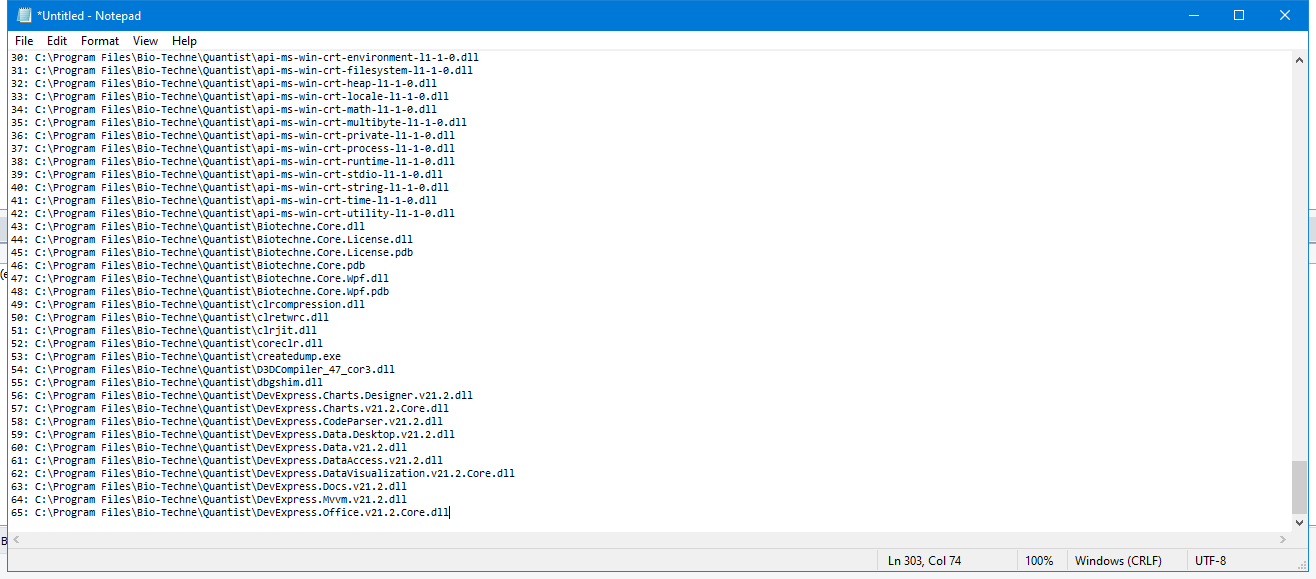 *Untitled - Notepad
File Edit Format View Help
30: C:\Program Files\Bio-Techne\Quantist\api-ms-win-crt-environment-l1-1-0.dll
31: C:\Program Files\Bio-Techne\Quantist\api-ms-win-crt-filesystem-l1-1-0.dll
32: C:\Program Files\Bio-Techne\Quantist\api-ms-win-crt-heap-l1-1-0.dll
33: C:\Program Files\Bio-Techne\Quantist\api-ms-win-crt-locale-l1-1-0.dll
34: C:\Program Files\Bio-Techne\Quantist\api-ms-win-crt-math-l1-1-0.dll
35: C:\Program Files\Bio-Techne\Quantist\api-ms-win-crt-multibyte-l1-1-0.dll
36: C:\Program Files\Bio-Techne\Quantist\api-ms-win-crt-private-l1-1-0.dll
37: C:\Program Files\Bio-Techne\Quantist\api-ms-win-crt-process-l1-1-0.dll
38: C:\Program Files\Bio-Techne\Quantist\api-ms-win-crt-runtime-l1-1-0.dll
39: C:\Program Files\Bio-Techne\Quantist\api-ms-win-crt-stdio-l1-1-0.dll
40: C:\Program Files\Bio-Techne\Quantist\api-ms-win-crt-string-l1-1-0.dll
41: C:\Program Files\Bio-Techne\Quantist\api-ms-win-crt-time-l1-1-0.dll
42: C:\Program Files\Bio-Techne\Quantist\api-ms-win-crt-utility-l1-1-0.dll
43: C:\Program Files\Bio-Techne\Quantist\Biotechne.Core.dll
44: C:\Program Files\Bio-Techne\Quantist\Biotechne.Core.License.dll
45: C:\Program Files\Bio-Techne\Quantist\Biotechne.Core.License.pdb
46: C:\Program Files\Bio-Techne\Quantist\Biotechne.Core.pdb
47: C:\Program Files\Bio-Techne\Quantist\Biotechne.Core.Wpf.dll
48: C:\Program Files\Bio-Techne\Quantist\Biotechne.Core.Wpf.pdb
49: C:\Program Files\Bio-Techne\Quantist\clrcompression.dll
50: C:\Program Files\Bio-Techne\Quantist\clretwrc.dll
51: C:\Program Files\Bio-Techne\Quantist\clrjit.dll
52: C:\Program Files\Bio-Techne\Quantist\coreclr.dll
53: C:\Program Files\Bio-Techne\Quantist\createdump.exe
54: C:\Program Files\Bio-Techne\Quantist\D3DCompiler_47_cor3.dll
55: C:\Program Files\Bio-Techne\Quantist\dbgshim.dll
56: C:\Program Files\Bio-Techne\Quantist\DevExpress.Charts.Designer.v21.2.dll
57: C:\Program Files\Bio-Techne\Quantist\DevExpress.Charts.v21.2.Core.dll
58: C:\Program Files\Bio-Techne\Quantist\DevExpress.CodeParser.v21.2.dll
59: C:\Program Files\Bio-Techne\Quantist\DevExpress.Data.Desktop.v21.2.dll
60: C:\Program Files\Bio-Techne\Quantist\DevExpress.Data.v21.2.dll
61: C:\Program Files\Bio-Techne\Quantist\DevExpress.DataAccess.v21.2.dll
62: C:\Program Files\Bio-Techne\Quantist\DevExpress.DataVisualization.v21.2.Core.dll
63: C:\Program Files\Bio-Techne\Quantist\DevExpress.Docs.v21.2.dll
64: C:\Program Files\Bio-Techne\Quantist\DevExpress.Mvvm.v21.2.dll
65: C:\Program Files\Bio-Techne\Quantist\DevExpress.Office.v21.2.Core.dll
Ln 303, Col 74 100% Windows (CRLF) UTF-8